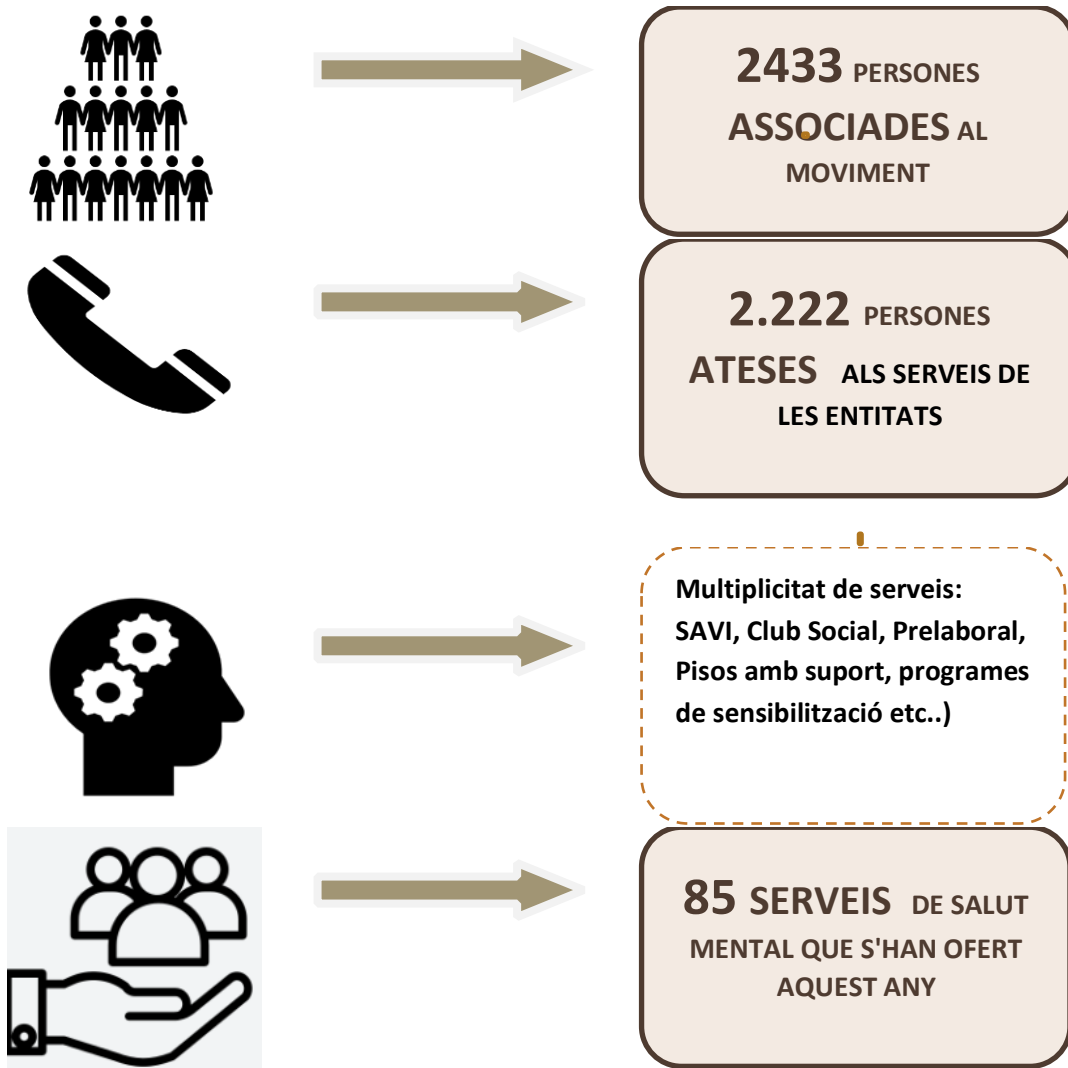 2433 PERSONES
ASSOCIADES AL
MOVIMENT
2.222 PERSONES
ATESES ALS SERVEIS DE
LES ENTITATS
Multiplicitat de serveis:
SAVI, Club Social, Prelaboral,
Pisos amb suport, programes
de sensibilització etc..)
85 SERVEIS DE SALUT
MENTAL QUE S'HAN OFERT
AQUEST ANY